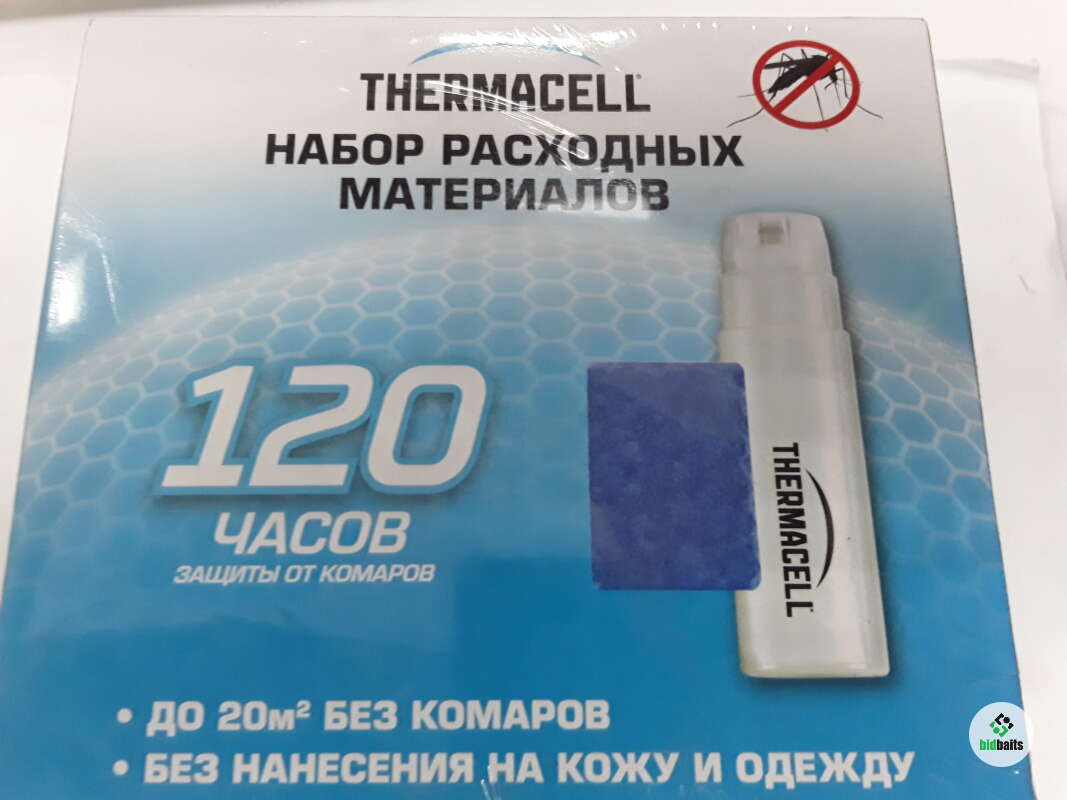 THERMACELL
НАБОР РАСХОДНЫХ
МАТЕРИАЛОВ
120
ЧАСОВ
ЗАЩИТЫ ОТ КОМАРОВ
THERMACELL
• ДО 20м² БЕЗ КОМАРОВ
• БЕЗ НАНЕСЕНИЯ НА КОЖУ И ОДЕЖДУ
bidbaits